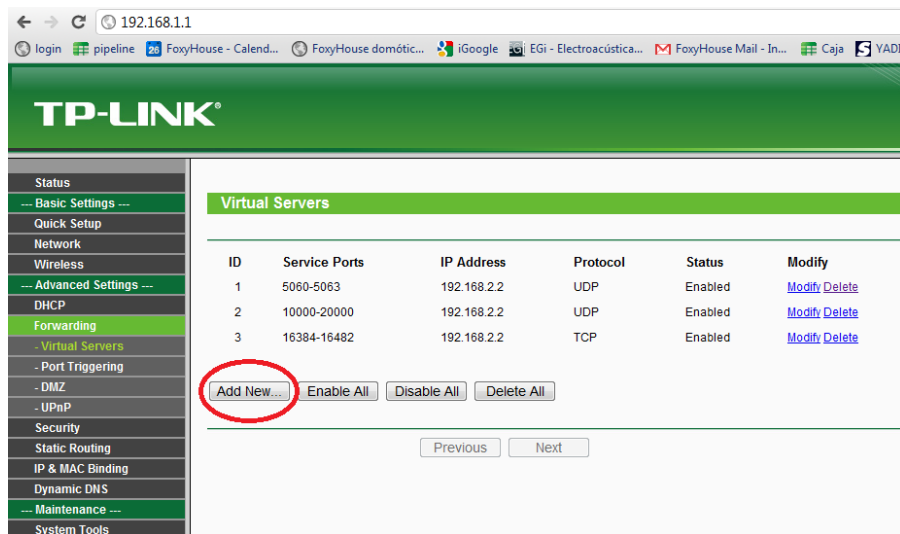 192.168.1.1
login pipeline 26 FoxyHouse - Calend... FoxyHouse domótic... iGoogle EGi - Electroacústica... FoxyHouse Mail - In... Caja
TP-LINK®
Status
--- Basic Settings ---
Quick Setup
Network
Wireless
--- Advanced Settings ---
DHCP
Forwarding
- Virtual Servers
- Port Triggering
- DMZ
- UPnP
Security
Static Routing
IP & MAC Binding
Dynamic DNS
--- Maintenance ---
System Tools
Virtual Servers
ID Service Ports IP Address Protocol Status Modify
1 5060-5063 192.168.2.2 UDP Enabled Modify Delete
2 10000-20000 192.168.2.2 UDP Enabled Modify Delete
3 16384-16482 192.168.2.2 TCP Enabled Modify Delete
Add New... Enable All Disable All Delete All
Previous Next